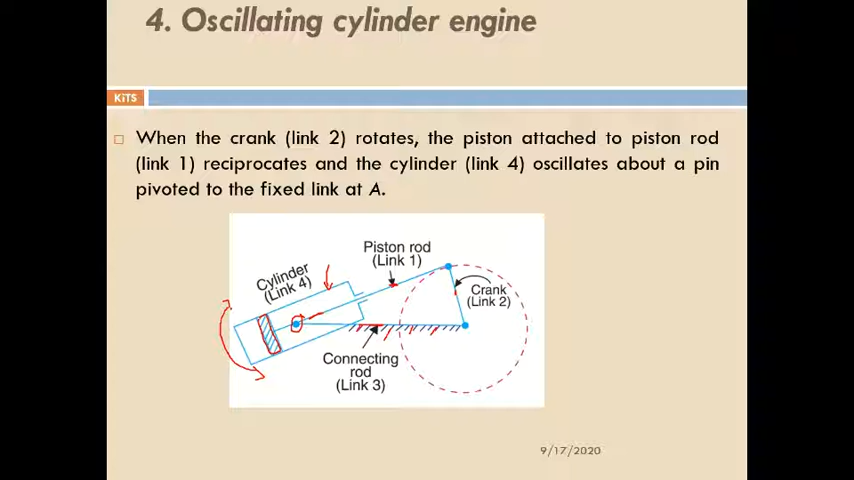 4. Oscillating cylinder engine
KiTS
When the crank (link 2) rotates, the piston attached to piston rod
(link 1) reciprocates and the cylinder (link 4) oscillates about a pin
pivoted to the fixed link at A.
Piston rod
(Link 1)
Cylinder
(Link 4)
Crank
(Link 2)
Connecting
rod
(Link 3)
9/17/2020